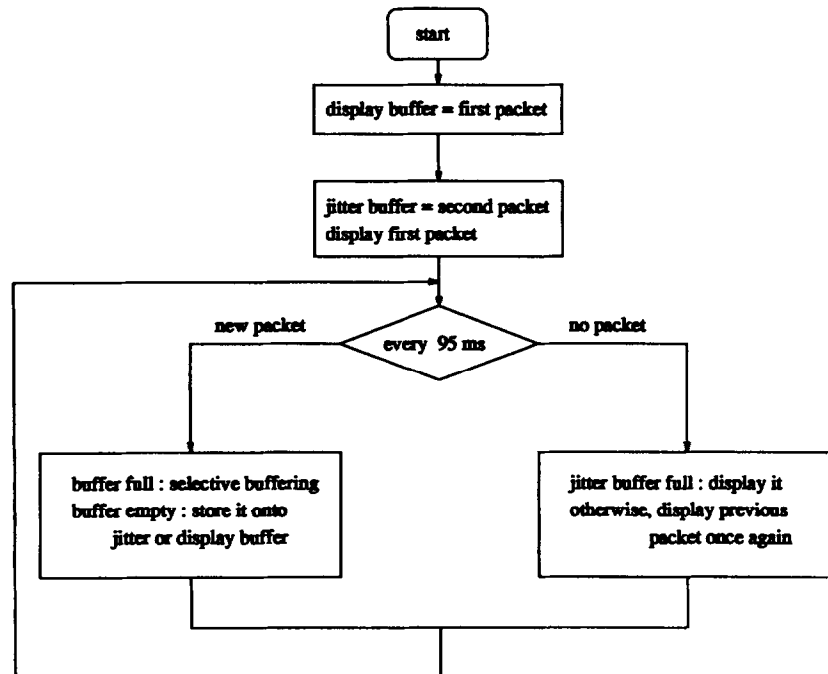 start
display buffer = first packet
jitter buffer = second packet
display first packet
new packet
no packet
every 95 ms
buffer full : selective buffering
buffer empty : store it onto
jitter or display buffer
jitter buffer full : display it
otherwise, display previous
packet once again